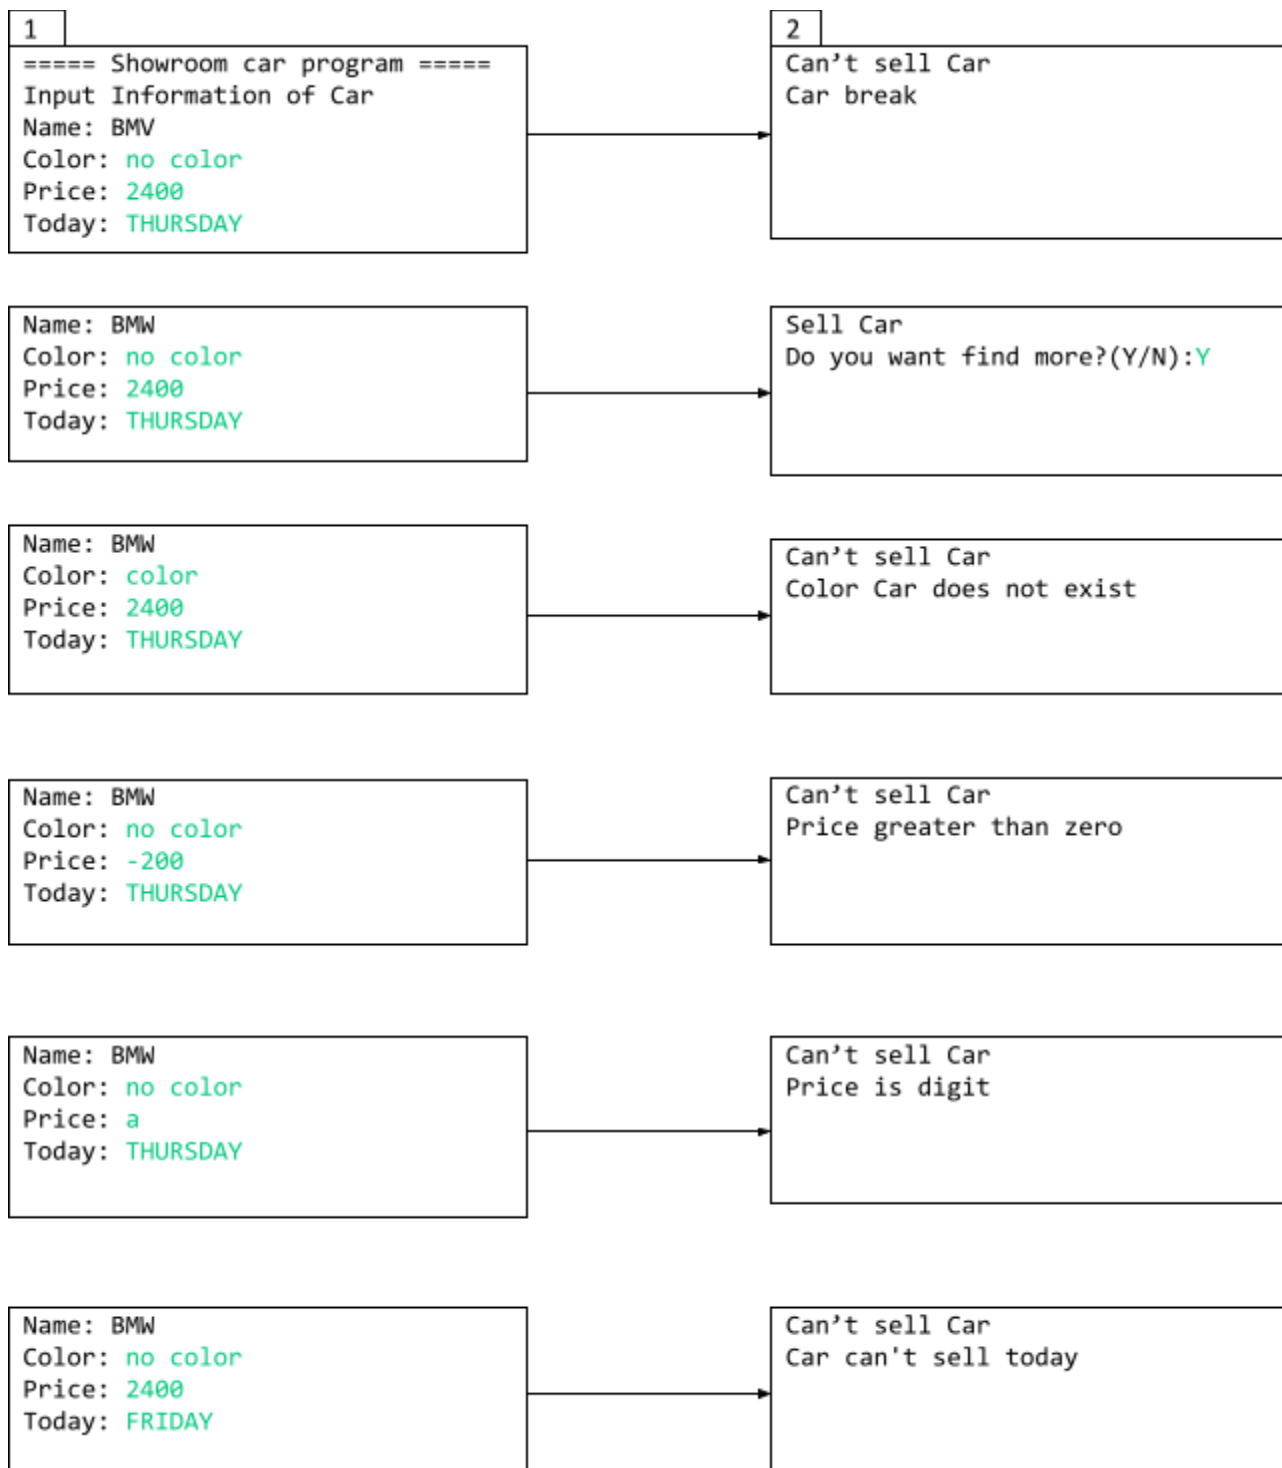 1
===== Showroom car program =====
Input Information of Car
Name: BMV
Color: no color
Price: 2400
Today: THURSDAY
2
Can’t sell Car
Car break
Name: BMW
Color: no color
Price: 2400
Today: THURSDAY
Sell Car
Do you want find more?(Y/N):Y
Name: BMW
Color: color
Price: 2400
Today: THURSDAY
Can’t sell Car
Color Car does not exist
Name: BMW
Color: no color
Price: -200
Today: THURSDAY
Can’t sell Car
Price greater than zero
Name: BMW
Color: no color
Price: a
Today: THURSDAY
Can’t sell Car
Price is digit
Name: BMW
Color: no color
Price: 2400
Today: FRIDAY
Can’t sell Car
Car can't sell today